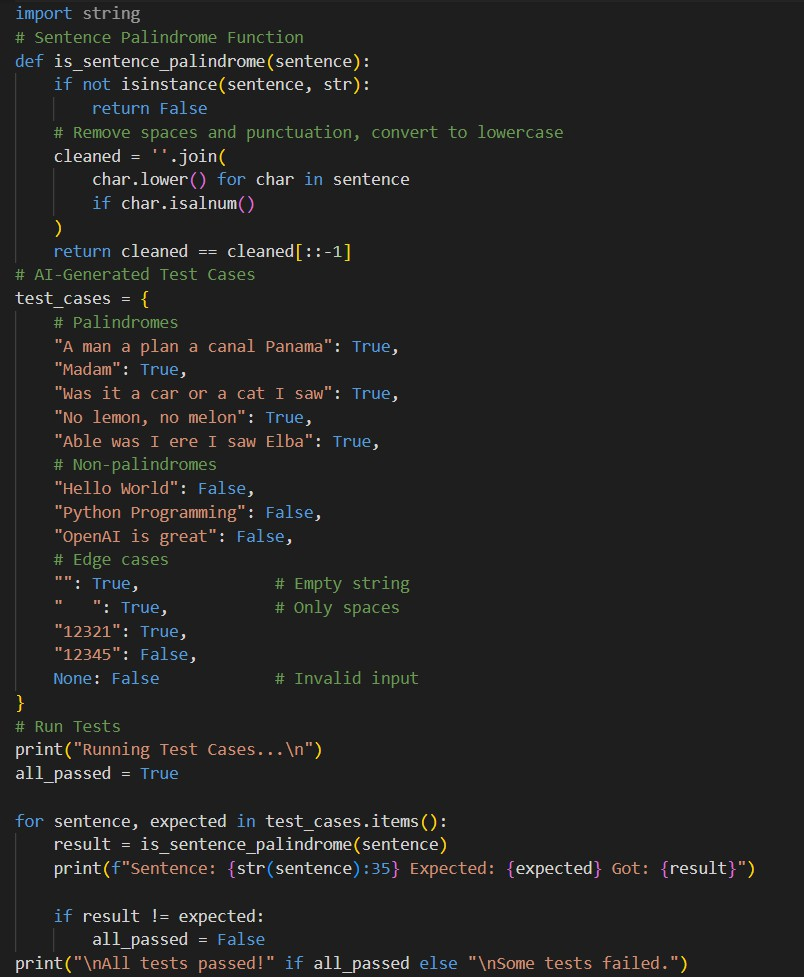 import string
# Sentence Palindrome Function
def is_sentence_palindrome(sentence):
    if not isinstance(sentence, str):
        return False
    # Remove spaces and punctuation, convert to lowercase
    cleaned = ''.join(
        char.lower() for char in sentence
        if char.isalnum()
    )
    return cleaned == cleaned[::-1]
# AI-Generated Test Cases
test_cases = {
    # Palindromes
    "A man a plan a canal Panama": True,
    "Madam": True,
    "Was it a car or a cat I saw": True,
    "No lemon, no melon": True,
    "Able was I ere I saw Elba": True,
    # Non-palindromes
    "Hello World": False,
    "Python Programming": False,
    "OpenAI is great": False,
    # Edge cases
    "": True,              # Empty string
    "   ": True,           # Only spaces
    "12321": True,
    "12345": False,
    None: False            # Invalid input
}
# Run Tests
print("Running Test Cases...\n")
all_passed = True

for sentence, expected in test_cases.items():
    result = is_sentence_palindrome(sentence)
    print(f"Sentence: {str(sentence):35} Expected: {expected} Got: {result}")

    if result != expected:
        all_passed = False
print("\nAll tests passed!" if all_passed else "\nSome tests failed.")